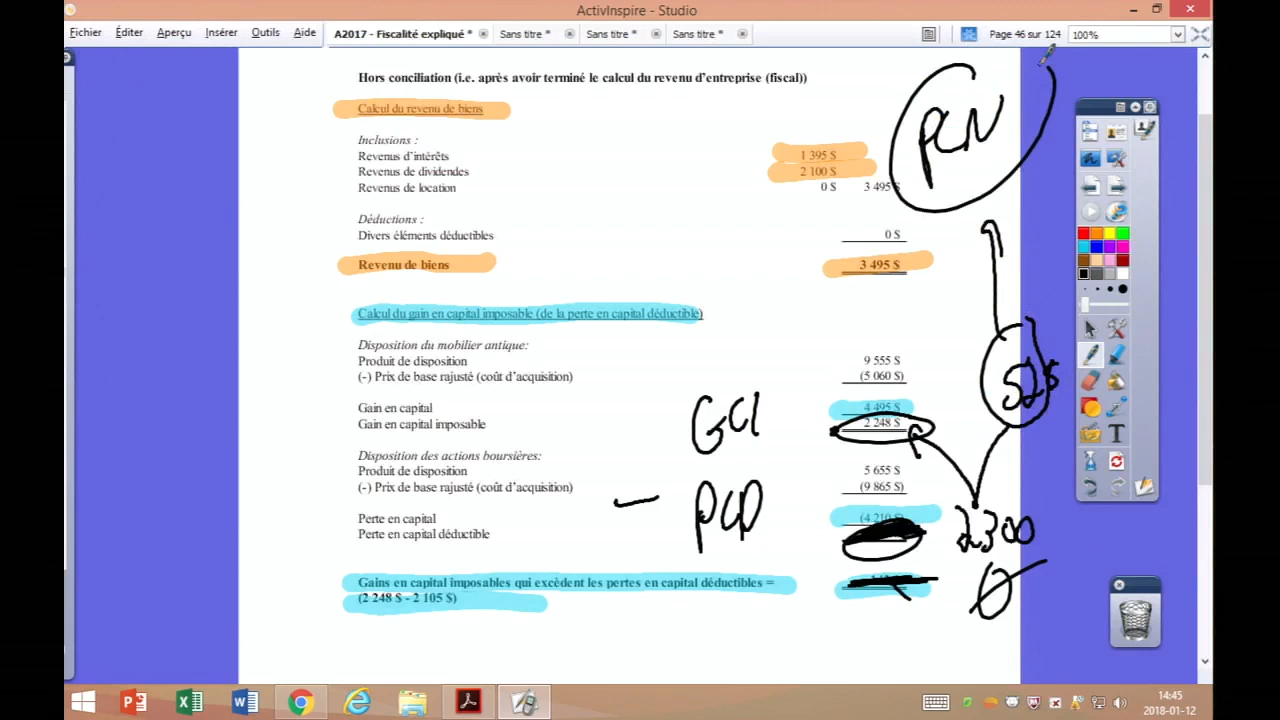 ActivInspire - Studio
Fichier Éditer Aperçu Insérer Outils Aide
A2017 - Fiscalité expliqué * Sans titre * Sans titre * Sans titre *
Page 46 sur 124 100%
Hors conciliation (i.e. après avoir terminé le calcul du revenu d'entreprise (fiscal))
Calcul du revenu de biens
PCN
Inclusions :
Revenus d'intérêts 1 395 $
Revenus de dividendes 2 100 $
Revenus de location 0 $ 3 495 $
Déductions :
Divers éléments déductibles 0 $
Revenu de biens 3 495 $
Calcul du gain en capital imposable (de la perte en capital déductible)
Disposition du mobilier antique:
Produit de disposition 9 555 $
(-) Prix de base rajusté (coût d'acquisition) (5 060 $)
52$
Gain en capital 4 495 $
Gain en capital imposable 2 248 $
GCI
Disposition des actions boursières:
Produit de disposition 5 655 $
(-) Prix de base rajusté (coût d'acquisition) (9 865 $)
- PCD
Perte en capital (4 210 $)
Perte en capital déductible
2300
Gains en capital imposables qui excèdent les pertes en capital déductibles =
(2 248 $ - 2 105 $)
0
14:45
2018-01-12